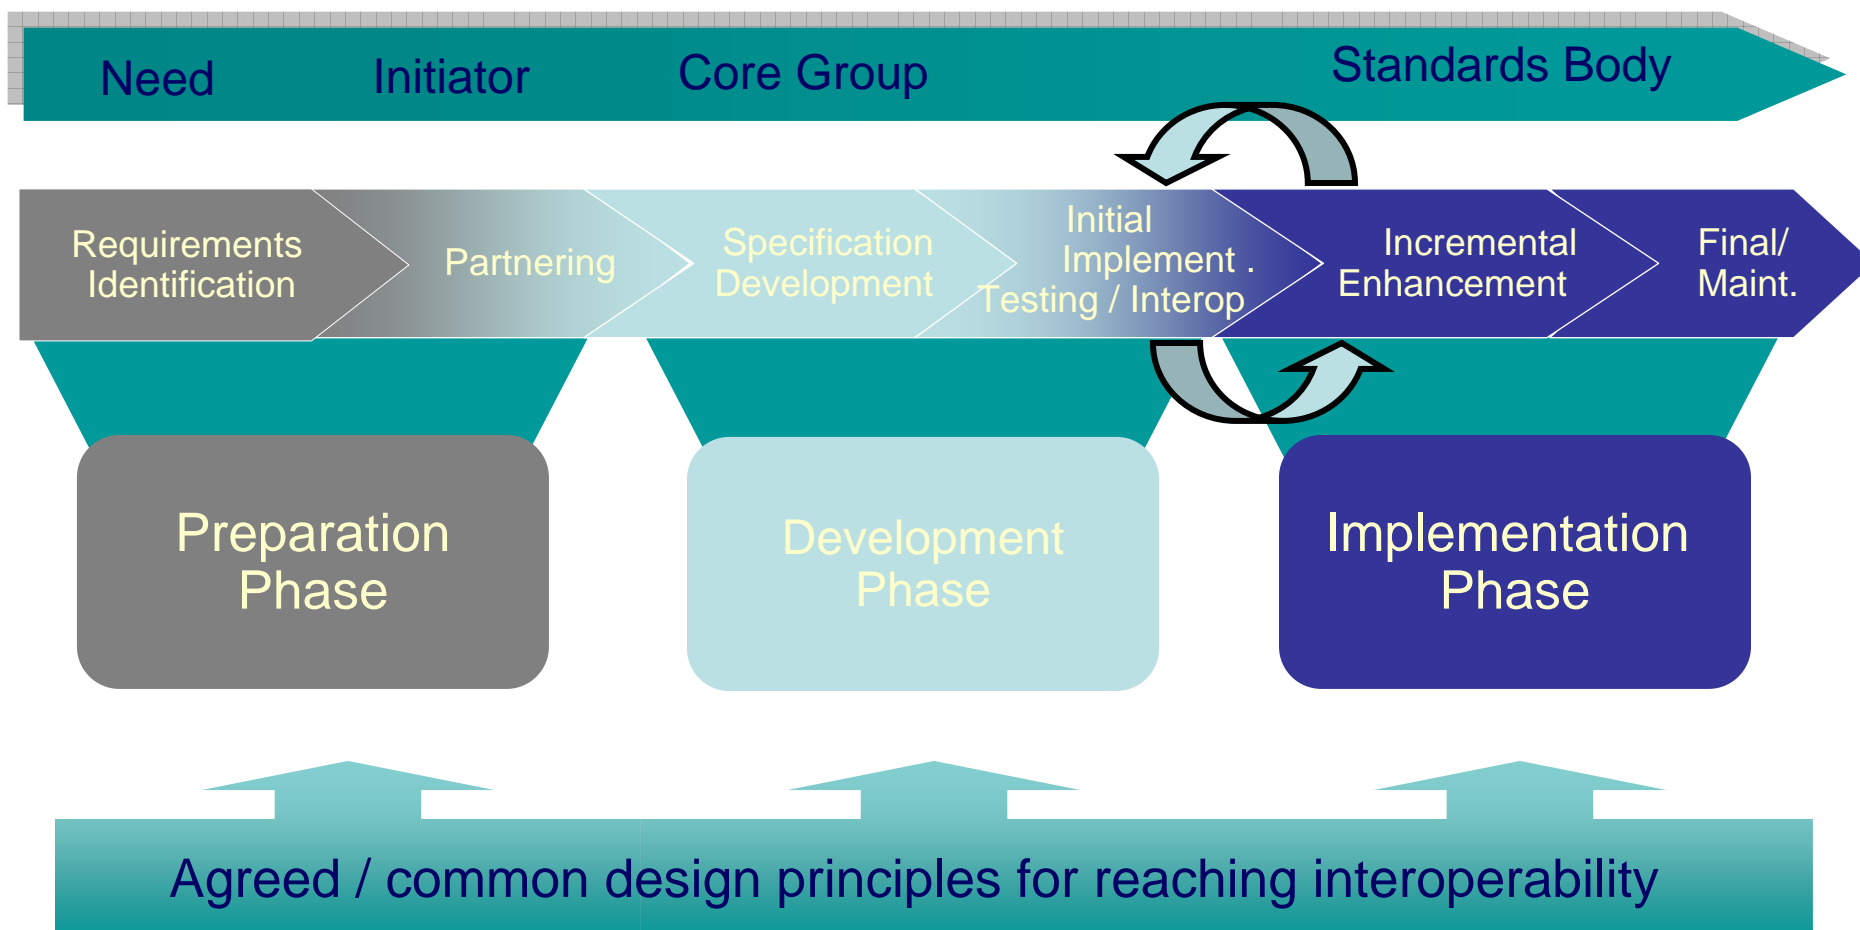 Need
Initiator
Core Group
Standards Body
Requirements
Identification
Partnering
Specification
Development
Initial
Implement .
Testing / Interop
Incremental
Enhancement
Final/
Maint.
Preparation
Phase
Development
Phase
Implementation
Phase
Agreed / common design principles for reaching interoperability